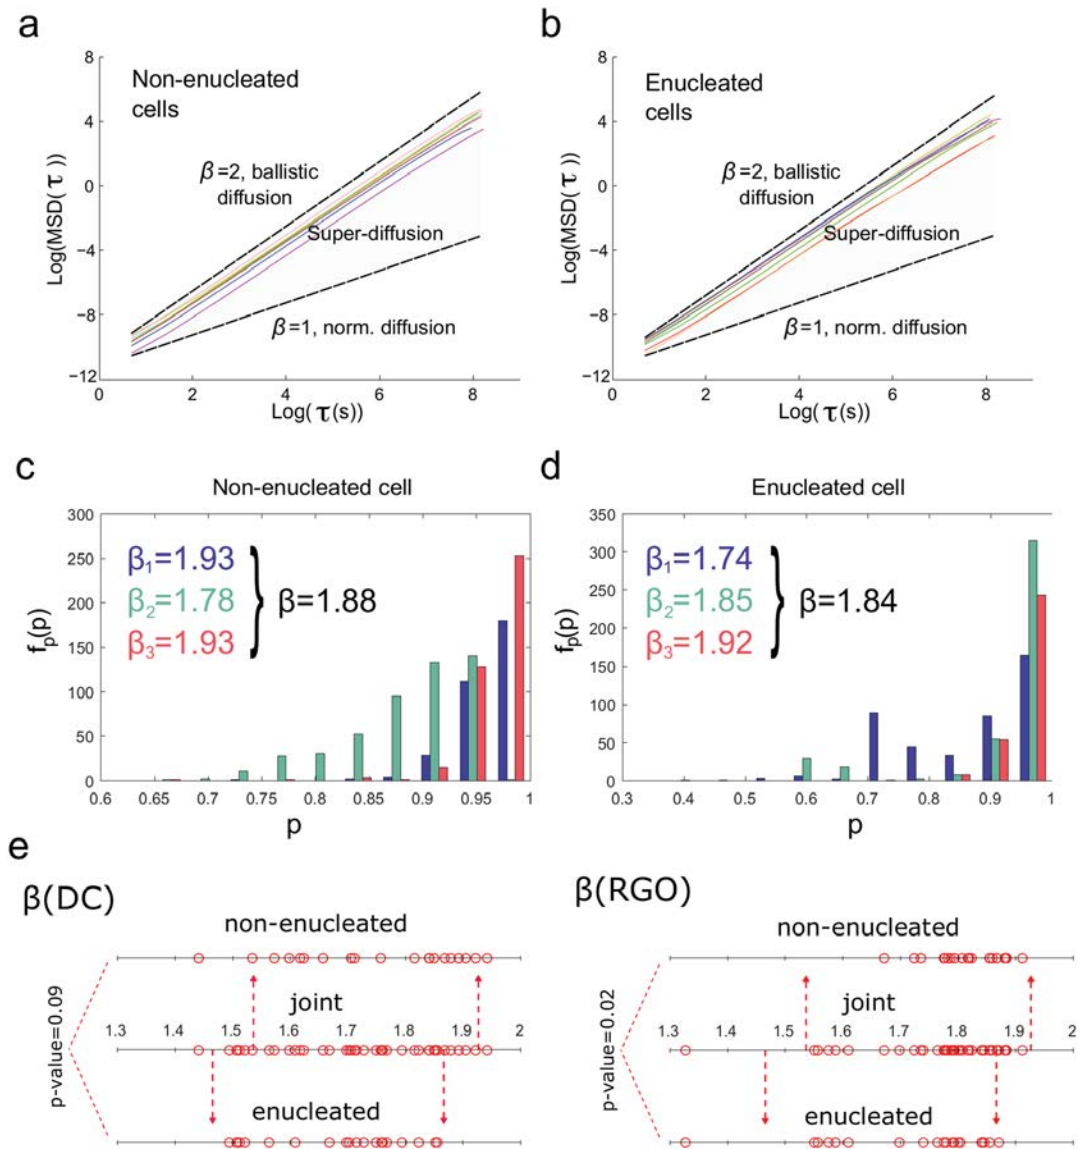 a
Non-enucleated
cells
β=2, ballistic
diffusion
Super-diffusion
β=1, norm. diffusion
Log(MSD(τ))
8
4
0
−4
−8
−12
0 2 4 6 8
Log(τ(s))
b
Enucleated
cells
β=2, ballistic
diffusion
Super-diffusion
β=1, norm. diffusion
Log(MSD(τ))
8
4
0
−4
−8
−12
0 2 4 6 8
Log(τ(s))
c
Non-enucleated cell
β1=1.93
β2=1.78
β3=1.93
β=1.88
fp(p)
300
250
200
150
100
50
0
0.6 0.65 0.7 0.75 0.8 0.85 0.9 0.95 1
p
d
Enucleated cell
β1=1.74
β2=1.85
β3=1.92
β=1.84
fp(p)
350
300
250
200
150
100
50
0
0.3 0.4 0.5 0.6 0.7 0.8 0.9 1
p
e
β(DC)
non-enucleated
joint
1.3 1.4 1.5 1.6 1.7 1.8 1.9 2
enucleated
p-value=0.09
β(RGO)
non-enucleated
joint
1.3 1.4 1.5 1.6 1.7 1.8 1.9 2
enucleated
p-value=0.02